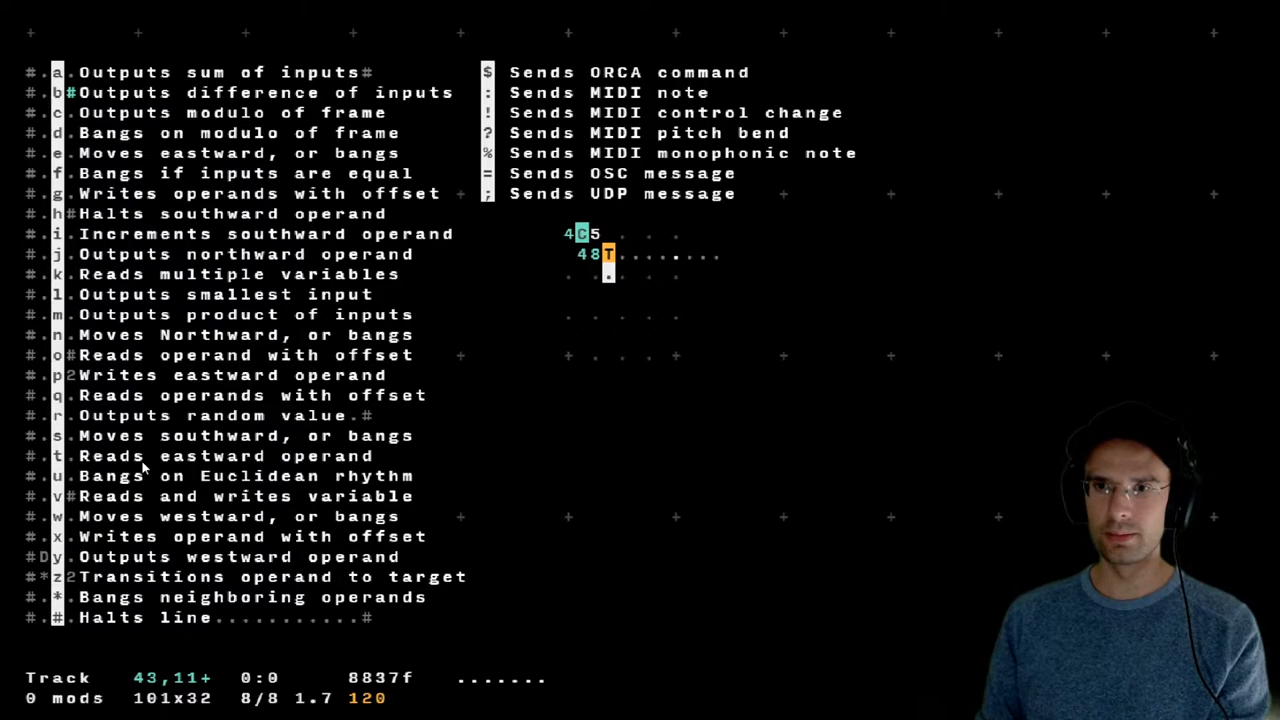 #.a.Outputs sum of inputs#
#.b#Outputs difference of inputs
#.c.Outputs modulo of frame
#.d.Bangs on modulo of frame
#.e.Moves eastward, or bangs
#.f.Bangs if inputs are equal
#.g.Writes operands with offset
#.h#Halts southward operand
#.i.Increments southward operand
#.j.Outputs northward operand
#.k.Reads multiple variables
#.l.Outputs smallest input
#.m.Outputs product of inputs
#.n.Moves Northward, or bangs
#.o#Reads operand with offset
#.p2Writes eastward operand
#.q.Reads operands with offset
#.r.Outputs random value.#
#.s.Moves southward, or bangs
#.t.Reads eastward operand
#.u.Bangs on Euclidean rhythm
#.v#Reads and writes variable
#.w.Moves westward, or bangs
#.x.Writes operand with offset
#Dy.Outputs westward operand
#*z2Transitions operand to target
#.*.Bangs neighboring operands
#.#.Halts line...........#
$ Sends ORCA command
: Sends MIDI note
! Sends MIDI control change
? Sends MIDI pitch bend
% Sends MIDI monophonic note
= Sends OSC message
; Sends UDP message
4C5 . . .
48T........
Track 43,11+ 0:0 8837f .......
0 mods 101x32 8/8 1.7 120